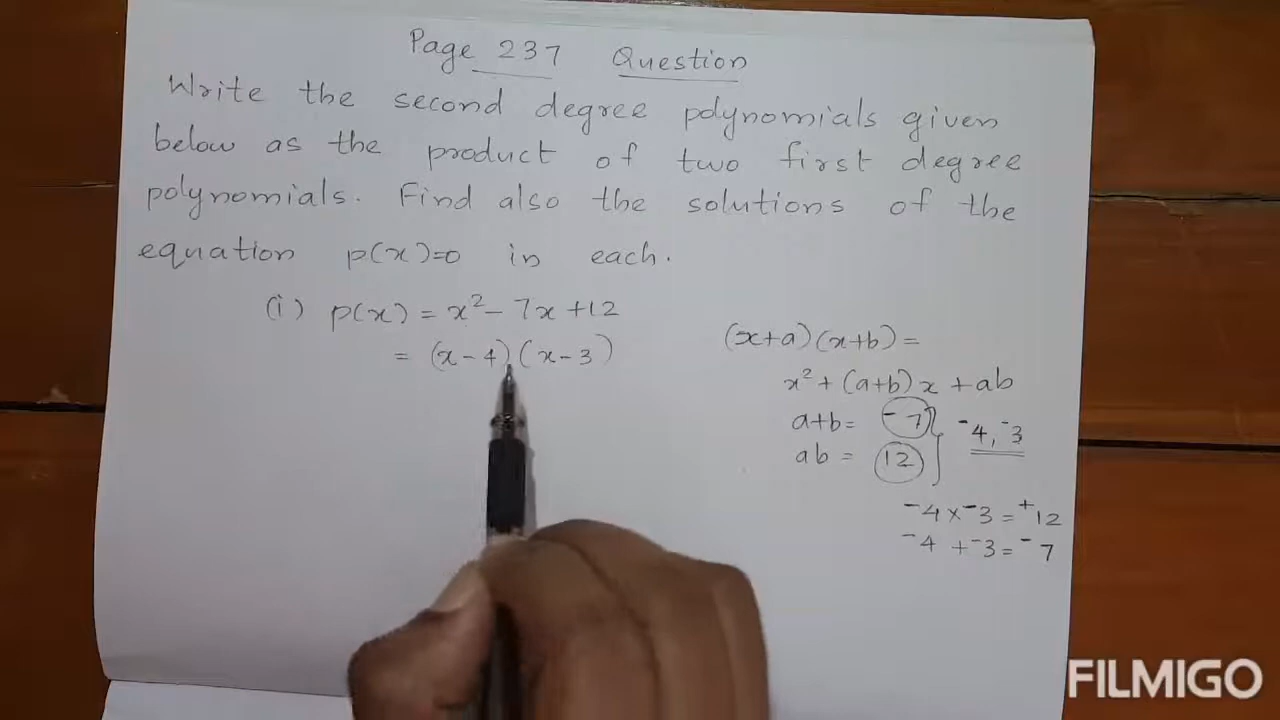 Page 237 Question
Write the second degree polynomials given
below as the product of two first degree
polynomials. Find also the solutions of the
equation p(x)=0 in each.
(i) p(x) = x² - 7x +12
= (x-4)(x-3)
(x+a)(x+b) =
x² + (a+b)x + ab
a+b = -7
ab = 12
-4, -3
-4 x -3 = +12
-4 + -3 = -7
FILMIGO